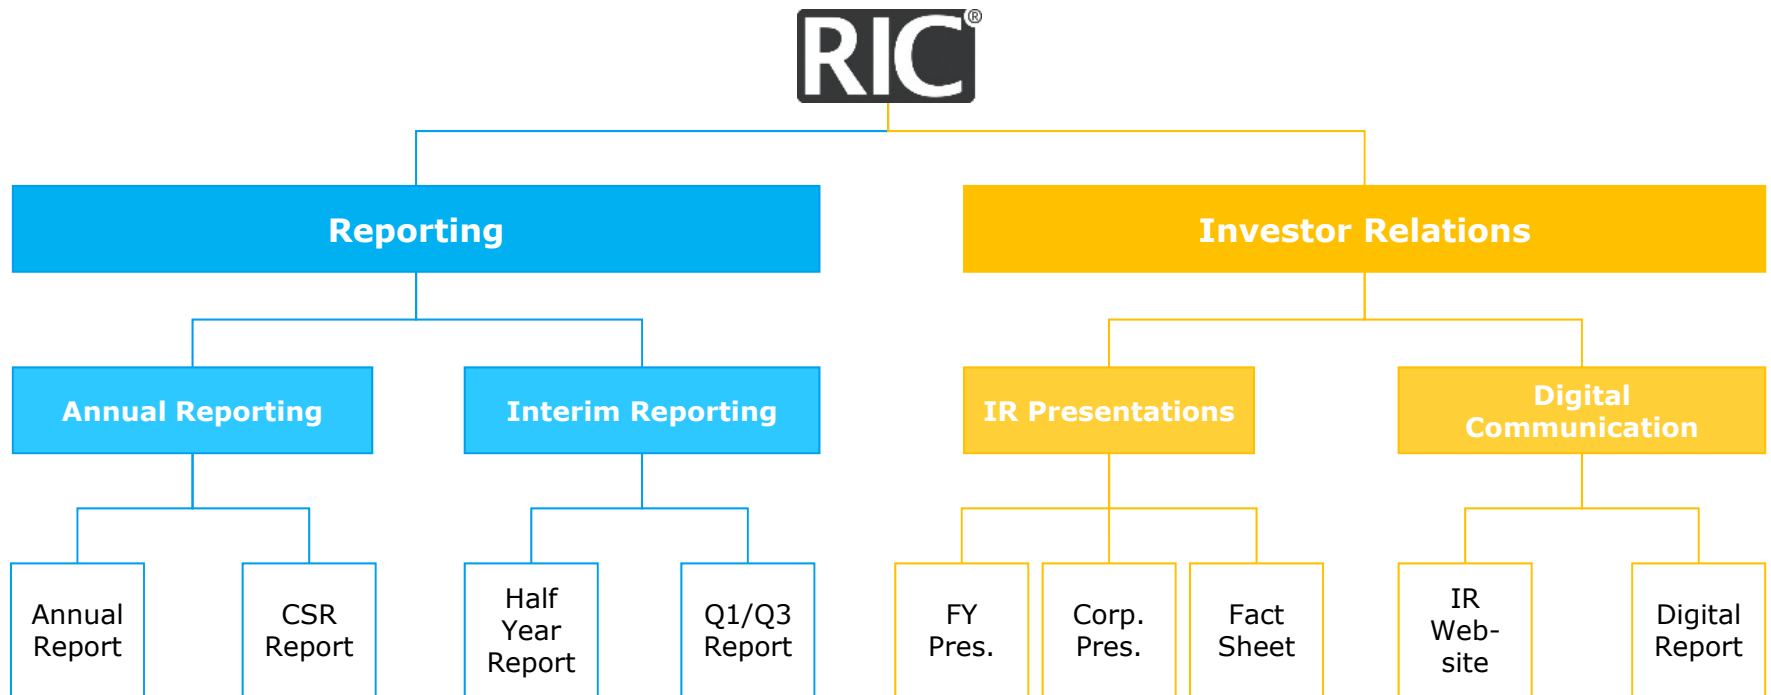 RIC®
Reporting
Investor Relations
Annual Reporting
Interim Reporting
IR Presentations
Digital
Communication
Annual
Report
CSR
Report
Half
Year
Report
Q1/Q3
Report
FY
Pres.
Corp.
Pres.
Fact
Sheet
IR
Web-
site
Digital
Report